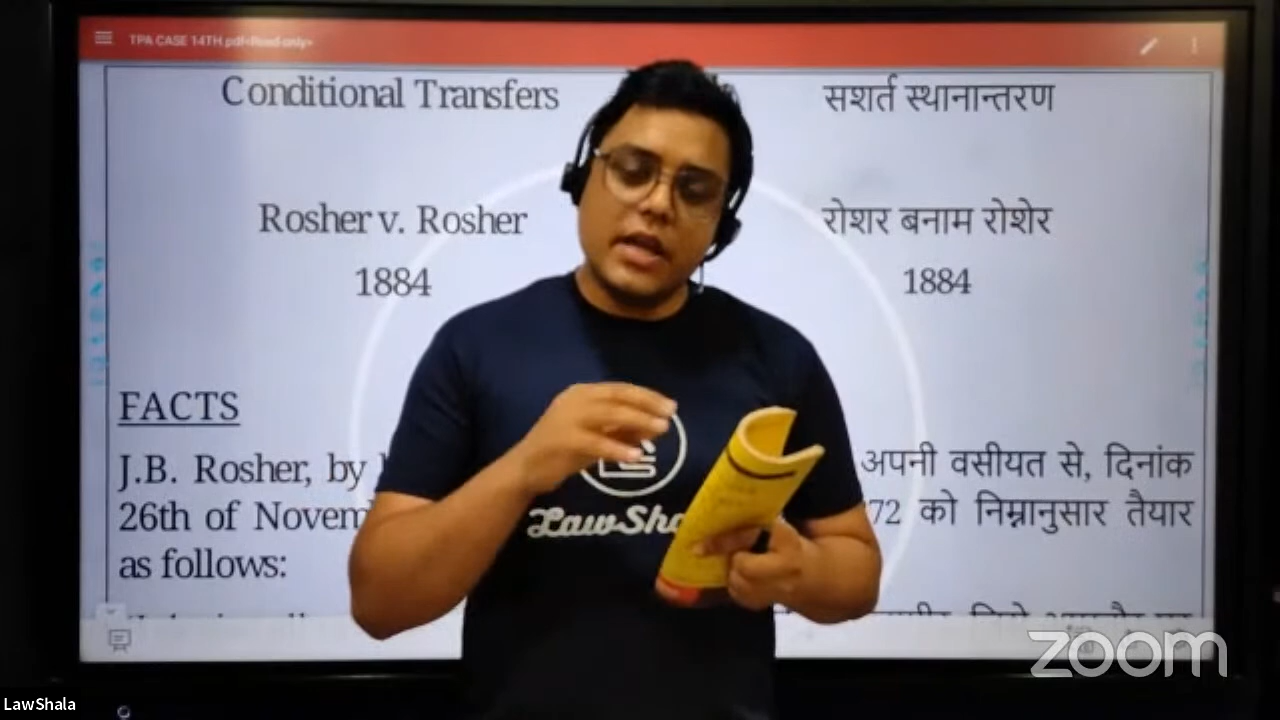 TPA CASE 14TH.pdf<Read-only>
Conditional Transfers
सशर्त स्थानान्तरण
Rosher v. Rosher
रोशर बनाम रोशेर
1884
1884
FACTS
J.B. Rosher, by
अपनी वसीयत से, दिनांक
26th of Novem
72 को निम्नानुसार तैयार
as follows:
LawSha
zoom
LawShala